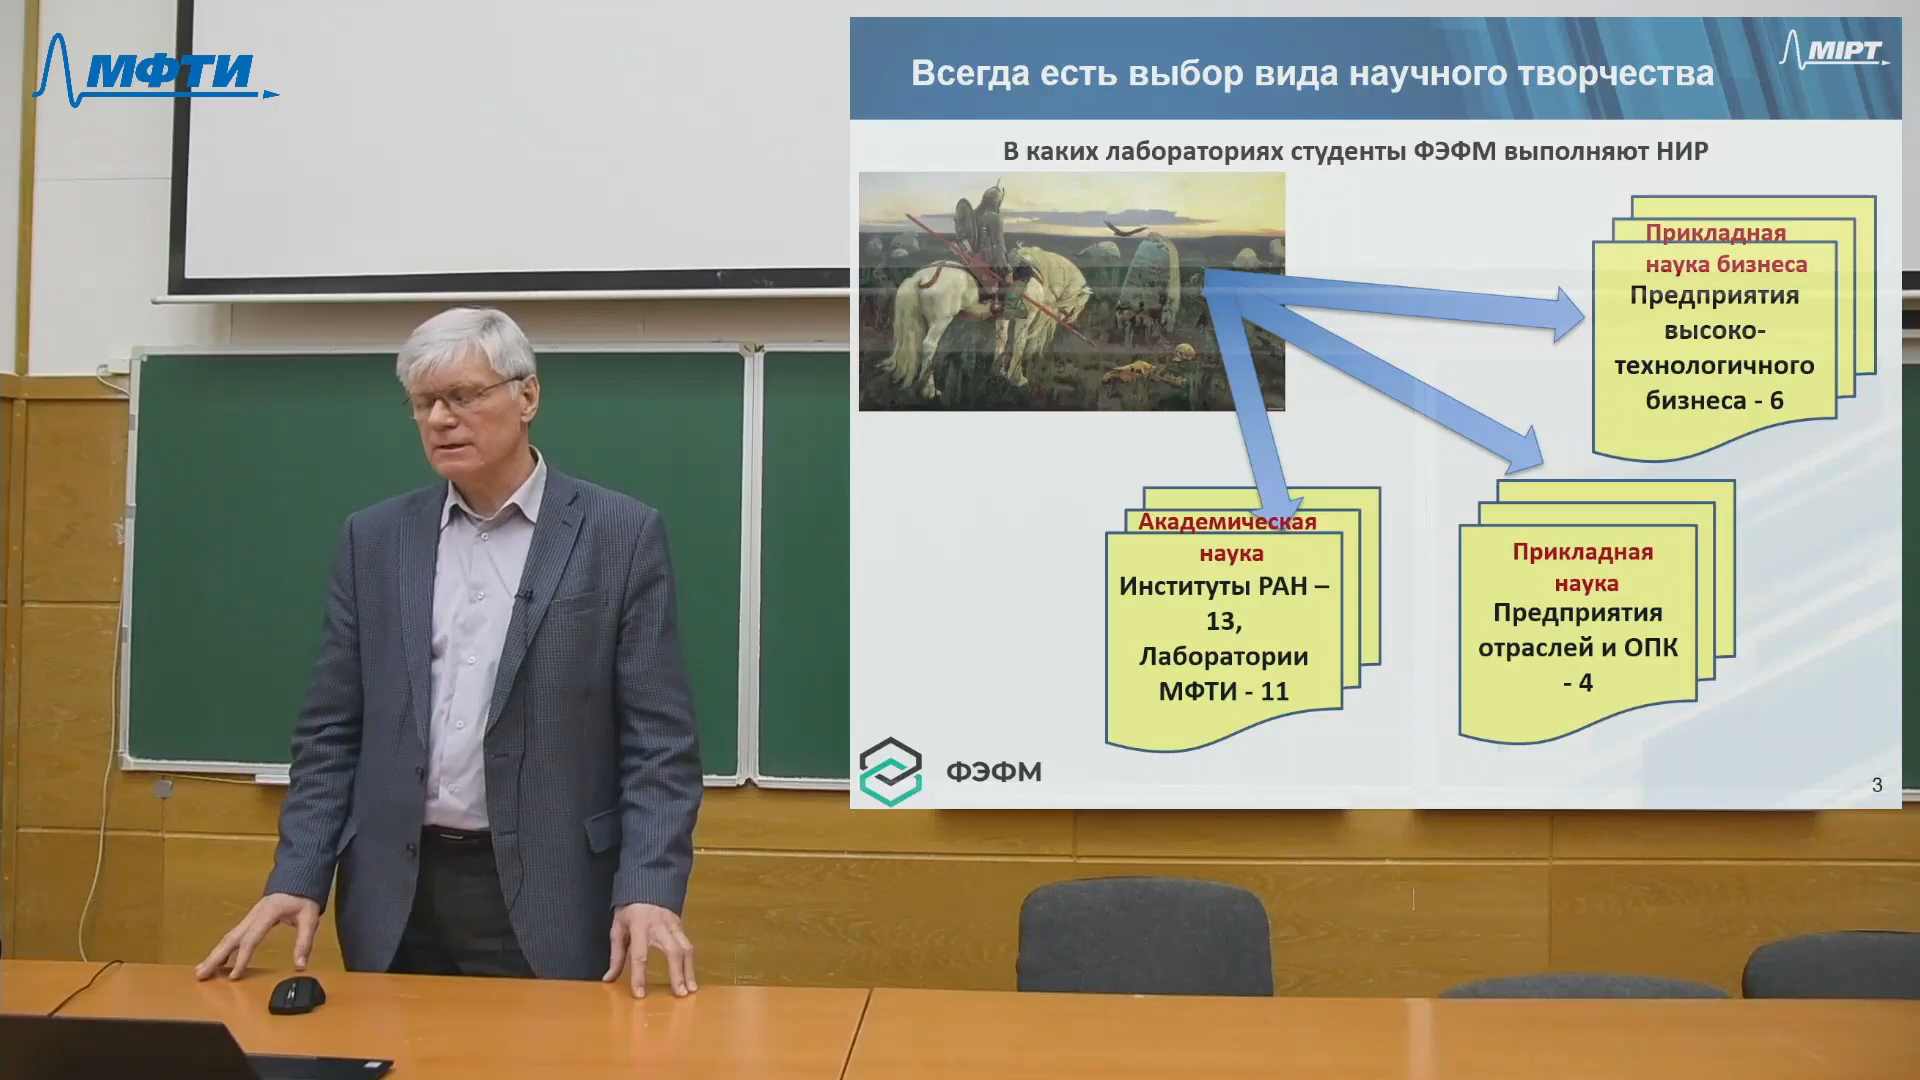 МФТИ
Всегда есть выбор вида научного творчества
MIPT
В каких лабораториях студенты ФЭФМ выполняют НИР
Прикладная
наука бизнеса
Предприятия
высоко-
технологичного
бизнеса - 6
Академическая
наука
Институты РАН –
13,
Лаборатории
МФТИ - 11
Прикладная
наука
Предприятия
отраслей и ОПК
- 4
ФЭФМ
3